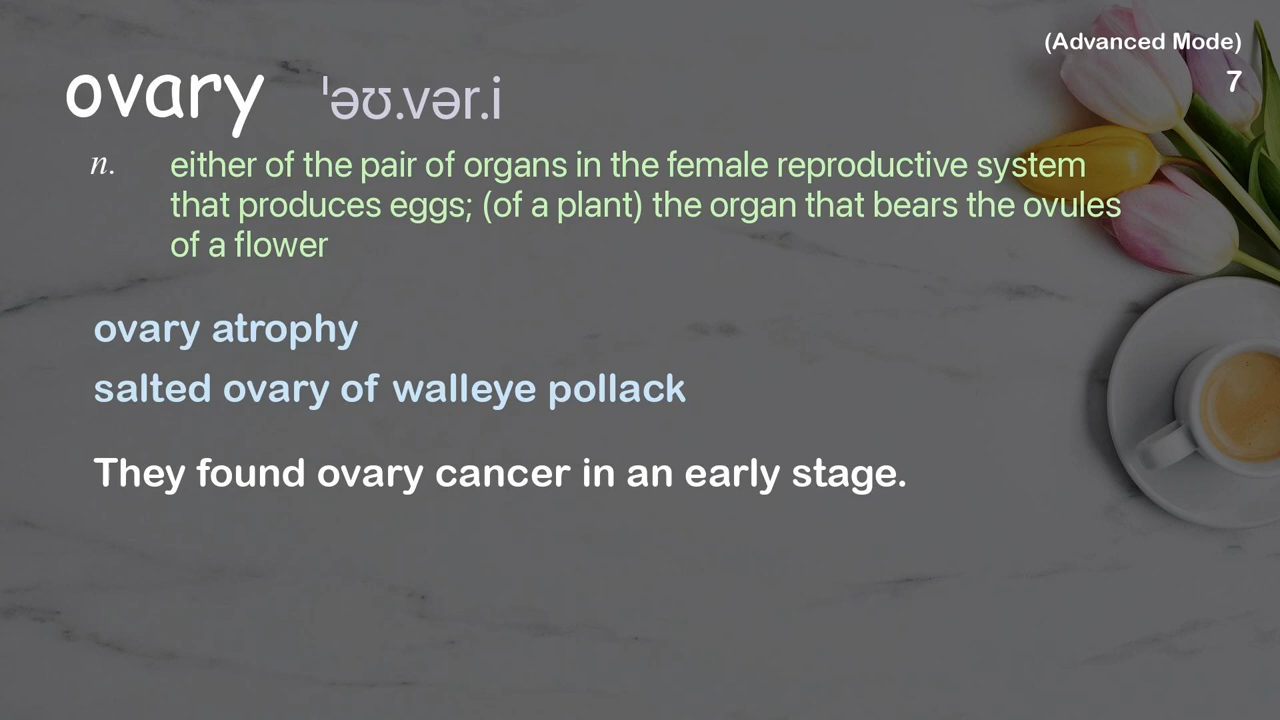 (Advanced Mode)
7
ovary ˈəʊ.vər.i
n. either of the pair of organs in the female reproductive system
that produces eggs; (of a plant) the organ that bears the ovules
of a flower
ovary atrophy
salted ovary of walleye pollack
They found ovary cancer in an early stage.